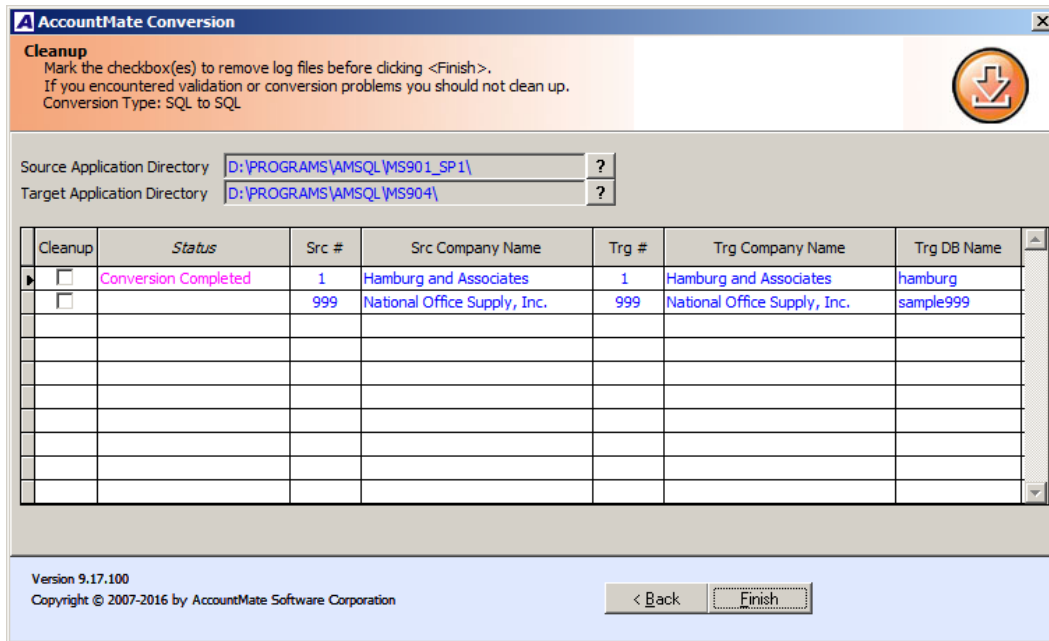 AccountMate Conversion
Cleanup
Mark the checkbox(es) to remove log files before clicking <Finish>.
If you encountered validation or conversion problems you should not clean up.
Conversion Type: SQL to SQL
Source Application Directory D:\PROGRAMS\AMSQL\MS901_SP1\ ?
Target Application Directory D:\PROGRAMS\AMSQL\MS904\ ?
Cleanup Status Src # Src Company Name Trg # Trg Company Name Trg DB Name
Conversion Completed 1 Hamburg and Associates 1 Hamburg and Associates hamburg
999 National Office Supply, Inc. 999 National Office Supply, Inc. sample999
Version 9.17.100
Copyright © 2007-2016 by AccountMate Software Corporation
< Back Finish